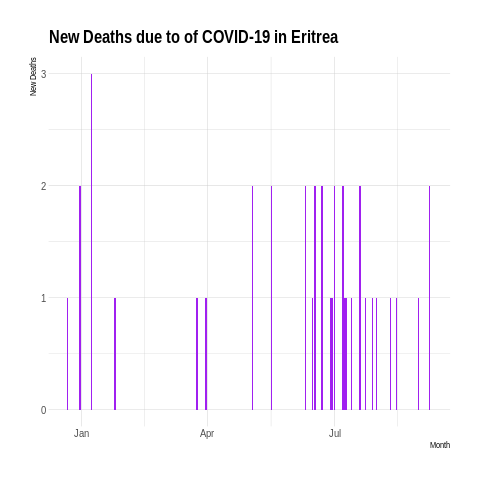 New Deaths due to of COVID-19 in Eritrea
New Deaths
3
2
1
0
Jan Apr Jul
Month